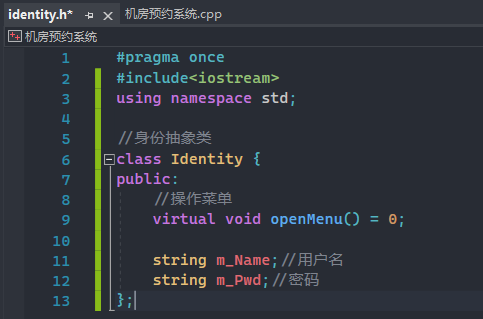 identity.h* 机房预约系统.cpp
机房预约系统
1 #pragma once
2 #include<iostream>
3 using namespace std;
4
5 //身份抽象类
6 class Identity {
7 public:
8 //操作菜单
9 virtual void openMenu() = 0;
10
11 string m_Name;//用户名
12 string m_Pwd;//密码
13 };